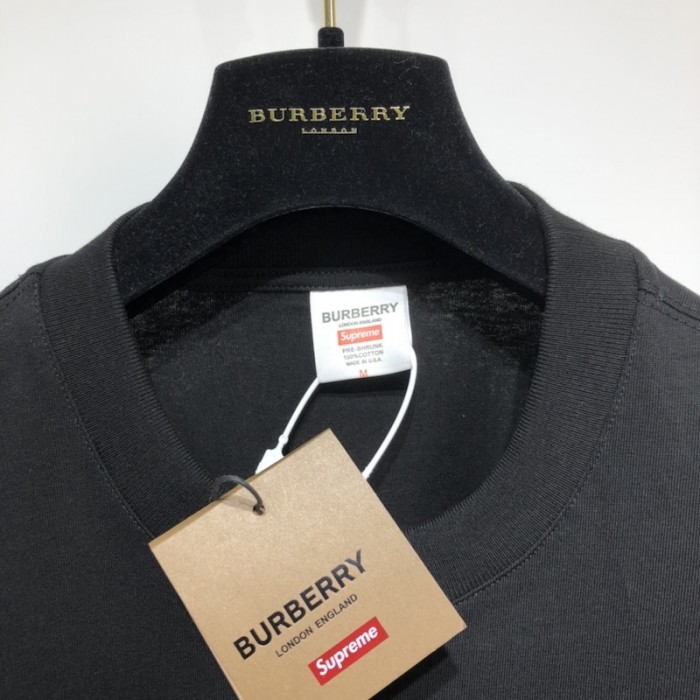 BURBERRY
LONDON
BURBERRY
LONDON ENGLAND
Supreme
PRE-SHRUNK
100% COTTON
MADE IN U.S.A.
M
BURBERRY
LONDON ENGLAND
Supreme